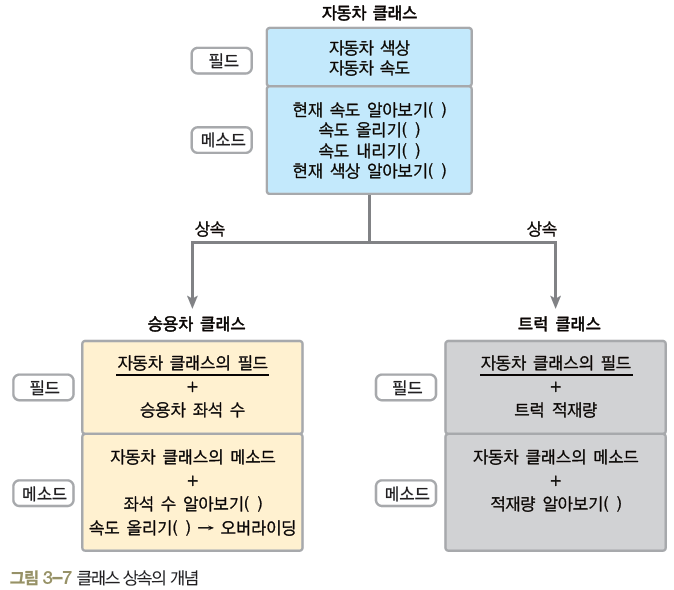 자동차 클래스
필드
자동차 색상
자동차 속도
메소드
현재 속도 알아보기( )
속도 올리기( )
속도 내리기( )
현재 색상 알아보기( )
상속
상속
승용차 클래스
필드
자동차 클래스의 필드
+
승용차 좌석 수
메소드
자동차 클래스의 메소드
+
좌석 수 알아보기( )
속도 올리기( ) → 오버라이딩
트럭 클래스
필드
자동차 클래스의 필드
+
트럭 적재량
메소드
자동차 클래스의 메소드
+
적재량 알아보기( )
그림 3–7 클래스 상속의 개념